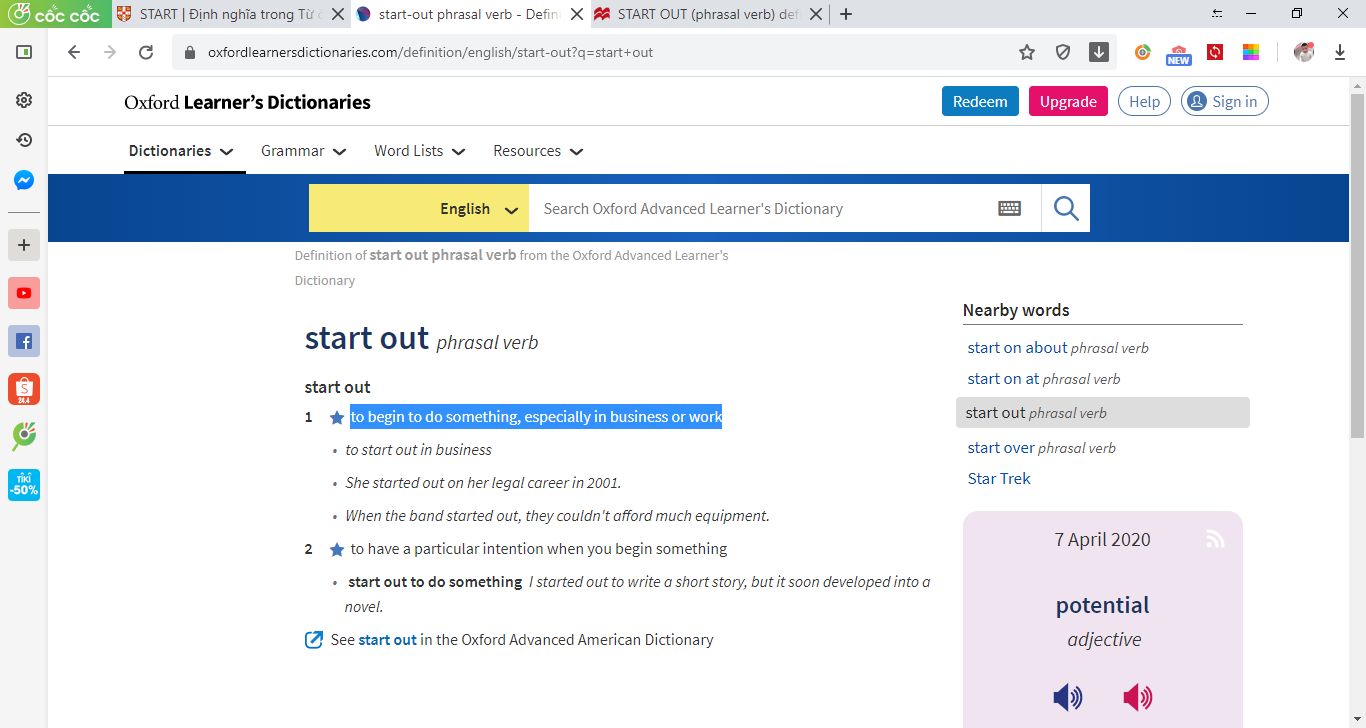 cốc cốc
START | Định nghĩa trong Từ
start-out phrasal verb - Defin
START OUT (phrasal verb) def
oxfordlearnersdictionaries.com/definition/english/start-out?q=start+out
NEW
Oxford Learner's Dictionaries
Redeem
Upgrade
Help
Sign in
Dictionaries
Grammar
Word Lists
Resources
English
Search Oxford Advanced Learner's Dictionary
Definition of start out phrasal verb from the Oxford Advanced Learner's
Dictionary
start out phrasal verb
start out
1 to begin to do something, especially in business or work
• to start out in business
• She started out on her legal career in 2001.
• When the band started out, they couldn't afford much equipment.
2 to have a particular intention when you begin something
• start out to do something I started out to write a short story, but it soon developed into a
novel.
See start out in the Oxford Advanced American Dictionary
Nearby words
start on about phrasal verb
start on at phrasal verb
start out phrasal verb
start over phrasal verb
Star Trek
7 April 2020
potential
adjective
S
24.4
TIKI
-50%